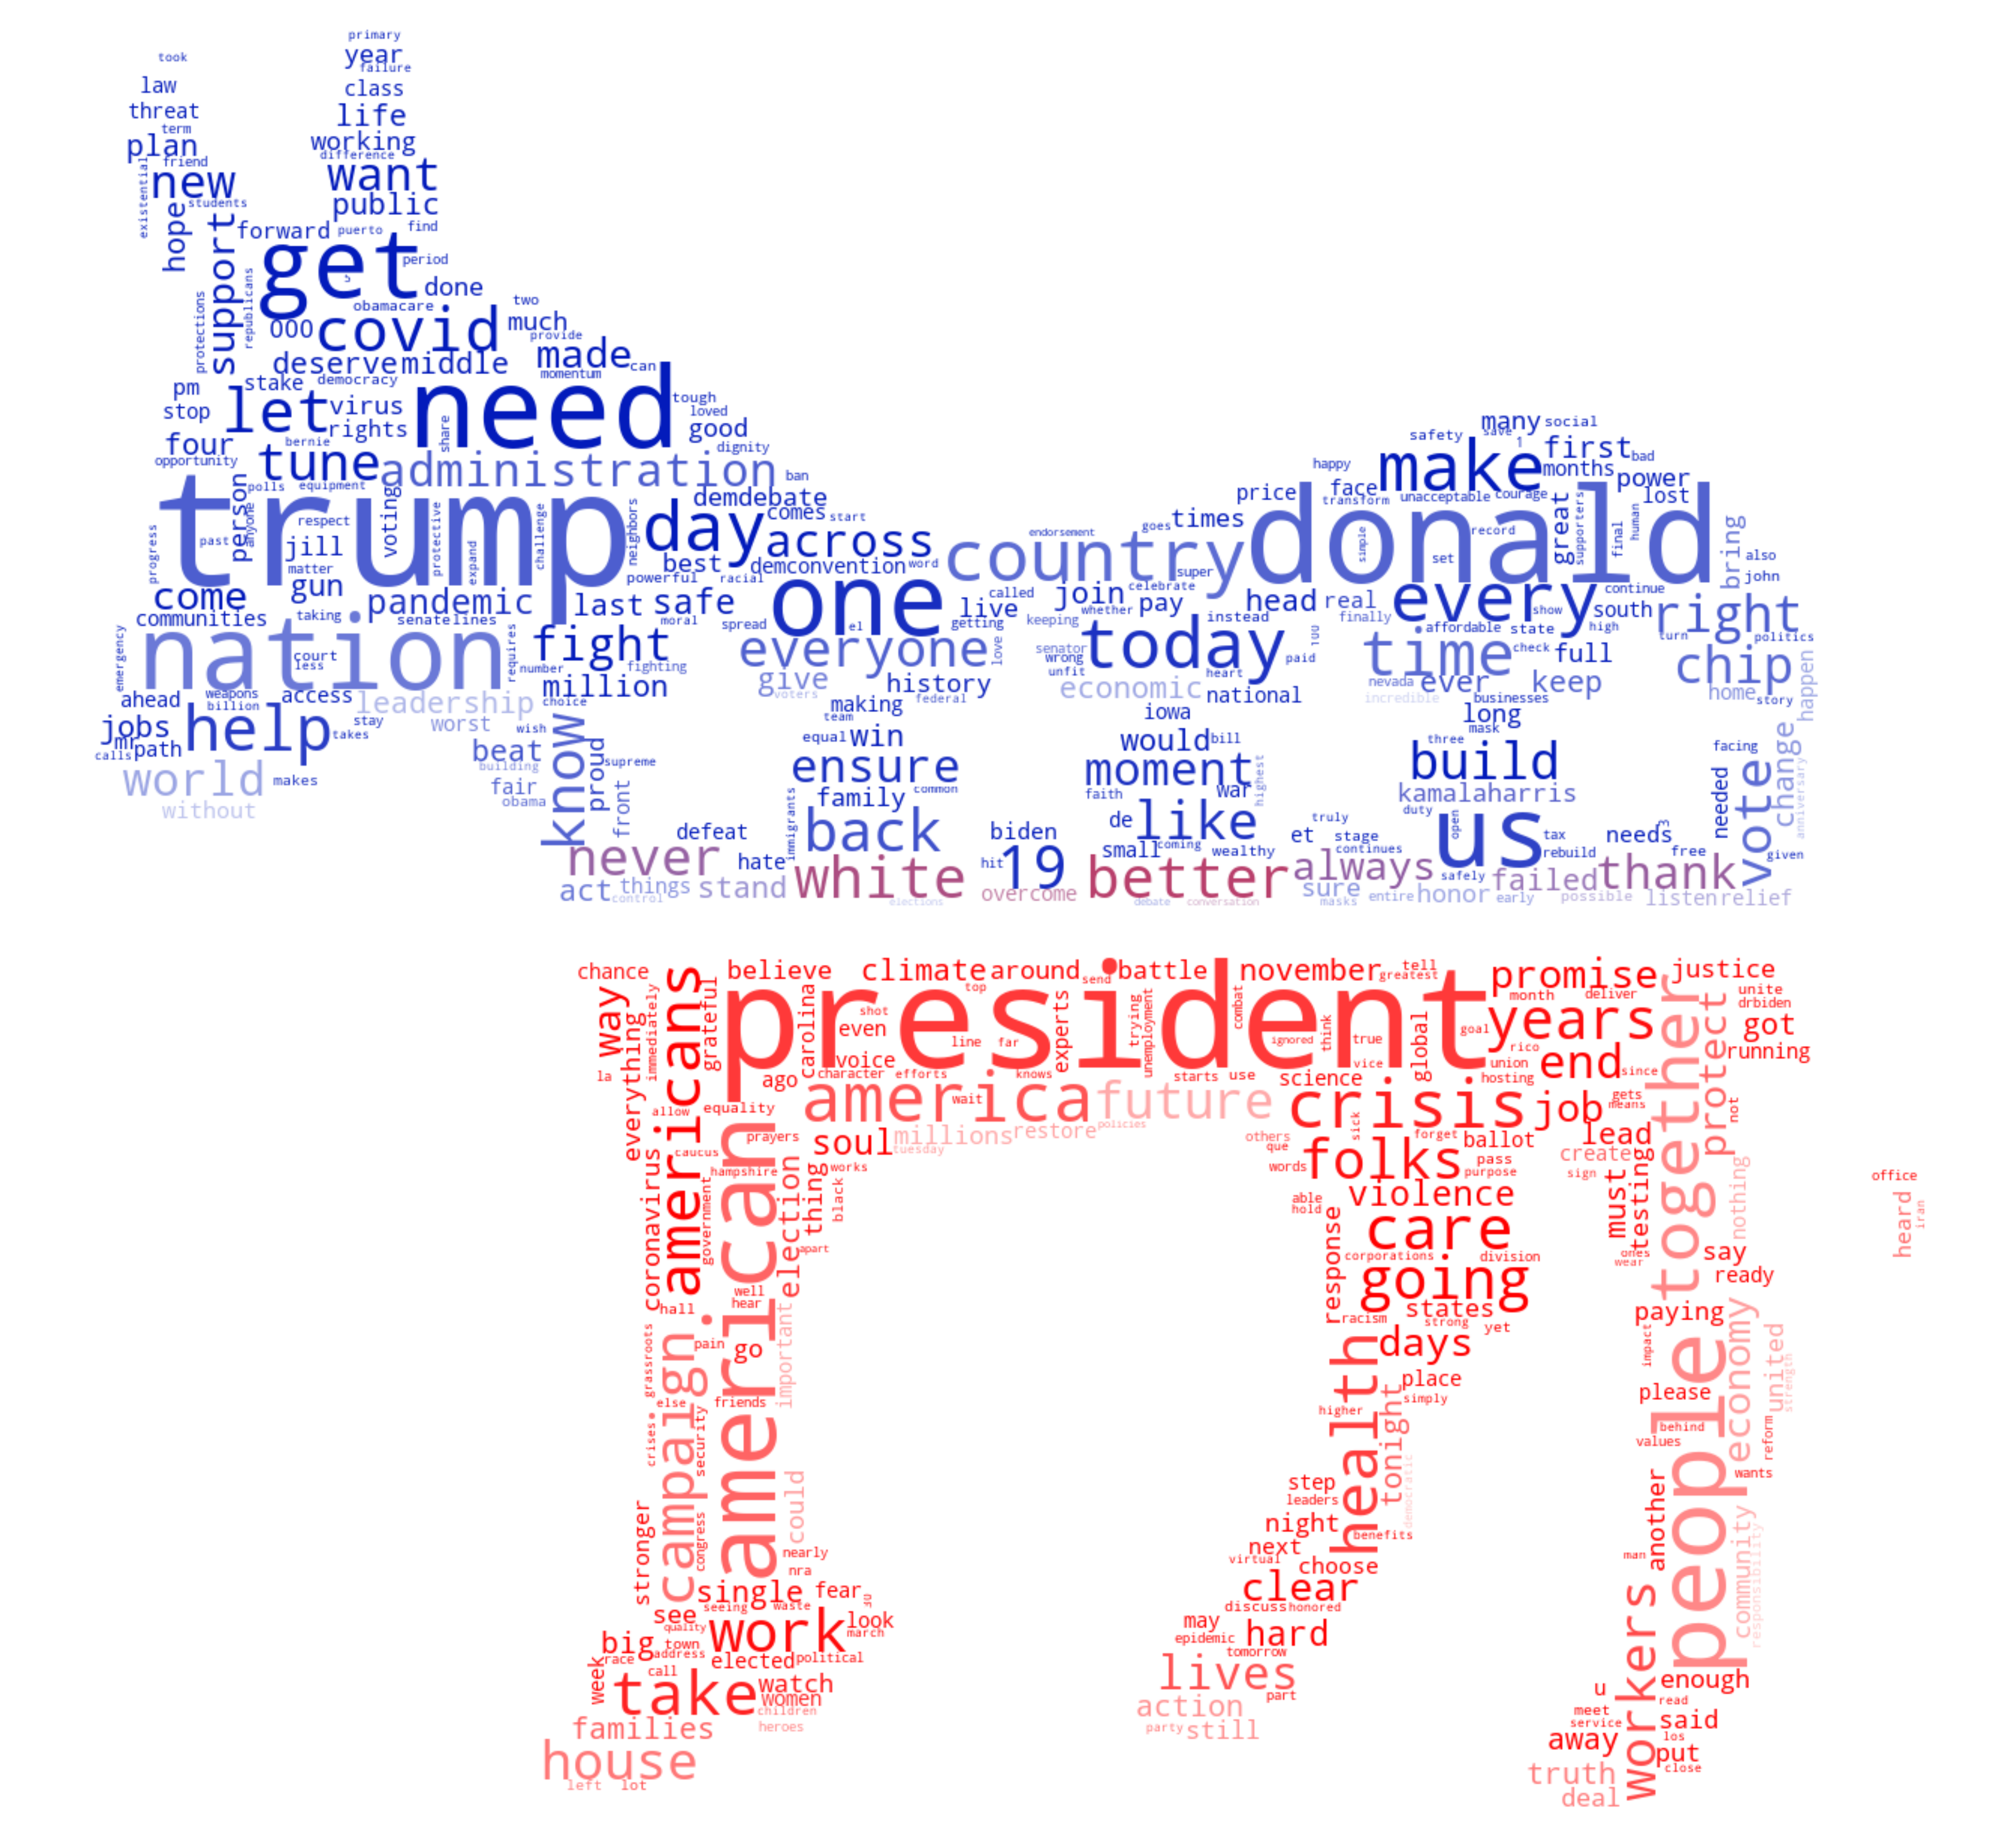 primary
took
year
failure
law
class
threat
life
term
working
plan
difference
friend
want
existential
new
students
public
hope
support
forward
puerto
find
get
period
s
republicans
done
obamacare
two
protections
000
covid
much
provide
deserve
middle
made
can
momentum
pm
stake
democracy
need
tough
stop
let
virus
loved
rights
share
good
four
bernie
dignity
opportunity
tune
administration
ban
person
polls
equipment
voting
demdebate
trump
day
comes
start
progress
past
anyone
respect
jill
matter
protective
expand
challenge
neighbors
across
best
demconvention
word
powerful
racial
come
gun
pandemic
last
safe
one
communities
taking
senate
lines
moral
spread
el
nation
court
less
requires
fight
everyone
love
emergency
number
fighting
million
give
voters
history
federal
ahead
weapons
billion
access
leadership
choice
making
team
jobs
mr
path
calls
help
takes
stay
worst
wish
know
proud
supreme
equal
win
beat
building
world
makes
without
fair
obama
front
ensure
common
family
immigrants
back
defeat
never
hate
white
act
control
things
stand
elections
many
social
safety
save
1
first
bad
happy
make
months
power
price
face
transform
unacceptable
courage
lost
goes
times
donald
great
supporters
final
human
endorsement
country
simple
set
record
bring
also
super
john
called
join
celebrate
live
getting
keeping
whether
pay
head
instead
real
finally
every
show
south
continue
high
right
politics
turn
senator
wrong
unfit
today
heart
paid
100
time
affordable
state
check
full
chip
economic
national
nevada
incredible
ever
businesses
keep
home
story
happen
iowa
long
mask
would
bill
three
moment
faith
war
highest
build
kamalaharris
facing
needed
vote
change
anniversary
biden
de
like
truly
duty
us
open
tax
needs
3
hit
19
small
coming
wealthy
et
stage
continues
rebuild
free
given
overcome
better
always
safely
failed
thank
debate
conversation
sure
masks
entire
honor
early
possible
listen
relief
chance
believe
climate
around
battle
november
tell
greatest
promise
justice
way
everything
immediately
americans
grateful
president
carolina
top
send
month
deliver
unite
drbiden
shot
even
experts
trying
unemployment
combat
years
got
line
far
ignored
think
true
global
goal
rico
running
la
voice
vice
union
end
since
ago
character
efforts
knows
starts
use
science
hosting
allow
equality
america
wait
future
crisis
job
gets
means
not
protect
together
prayers
soul
millions
restore
policies
sick
forget
ballot
lead
caucus
tuesday
others
que
folks
pass
create
hampshire
works
words
purpose
sign
coronavirus
government
american
election
thing
black
able
hold
violence
must
testing
nothing
office
heard
iran
response
care
apart
corporations
division
ones
wear
say
well
going
ready
hall
hear
states
paying
racism
strong
yet
grassroots
campaign
pain
go
important
days
impact
people
economy
united
strength
health
place
tonight
simply
please
else
friends
higher
behind
crises
security
values
reform
could
step
leaders
democratic
wants
another
stronger
congress
night
benefits
community
responsibility
nearly
next
virtual
choose
man
nra
single
fear
clear
see
seeing
waste
discuss
honored
workers
quality
work
look
march
may
big
town
epidemic
hard
race
address
elected
political
tomorrow
week
call
take
watch
lives
enough
women
children
action
part
u
read
families
heroes
party
still
meet
service
said
house
away
los
put
left
lot
close
truth
deal